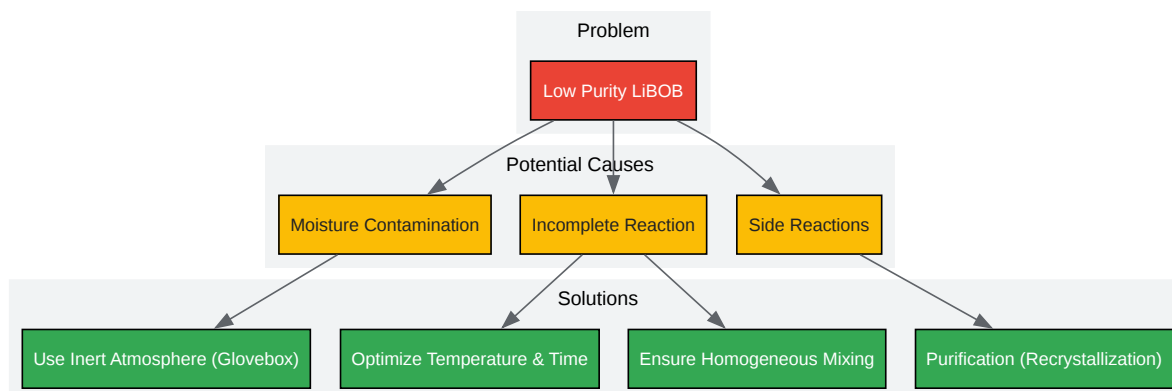 Problem
Low Purity LiBOB
Potential Causes
Moisture Contamination
Incomplete Reaction
Side Reactions
Solutions
Use Inert Atmosphere (Glovebox)
Optimize Temperature & Time
Ensure Homogeneous Mixing
Purification (Recrystallization)